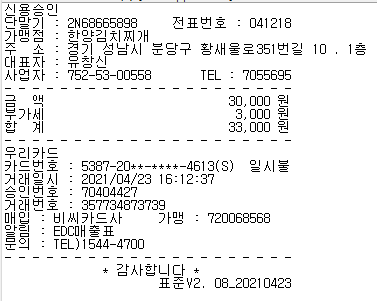 신용승인
단말기 : 2N68665898 전표번호 : 041218
가맹점 : 한양김치찌개
주 소 : 경기 성남시 분당구 황새울로351번길 10 , 1층
대표자 : 유창신
사업자 : 752-53-00558 TEL : 7055695
- - - - - - - - - - - - - - - - - - - - -
금 액 30,000 원
부가세 3,000 원
합 계 33,000 원
- - - - - - - - - - - - - - - - - - - - -
우리카드
카드번호 : 5387-20**-****-4613(S) 일시불
거래일시 : 2021/04/23 16:12:37
승인번호 : 70404427
거래번호 : 357734873739
매입 : 비씨카드사 가맹 : 720068568
알림 : EDC매출표
문의 : TEL)1544-4700
- - - - - - - - - - - - - - - - - - - - -
* 감사합니다 *
표준V2. 08_20210423